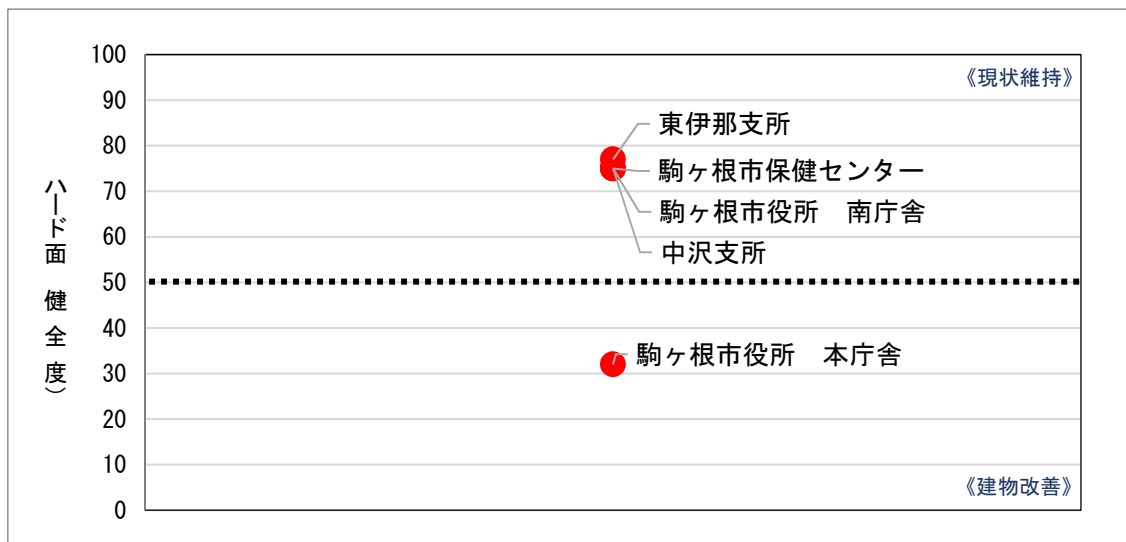 ハード面 健全度）
100
90
80
70
60
50
40
30
20
10
0
《現状維持》
東伊那支所
駒ヶ根市保健センター
駒ヶ根市役所　南庁舎
中沢支所
駒ヶ根市役所　本庁舎
《建物改善》